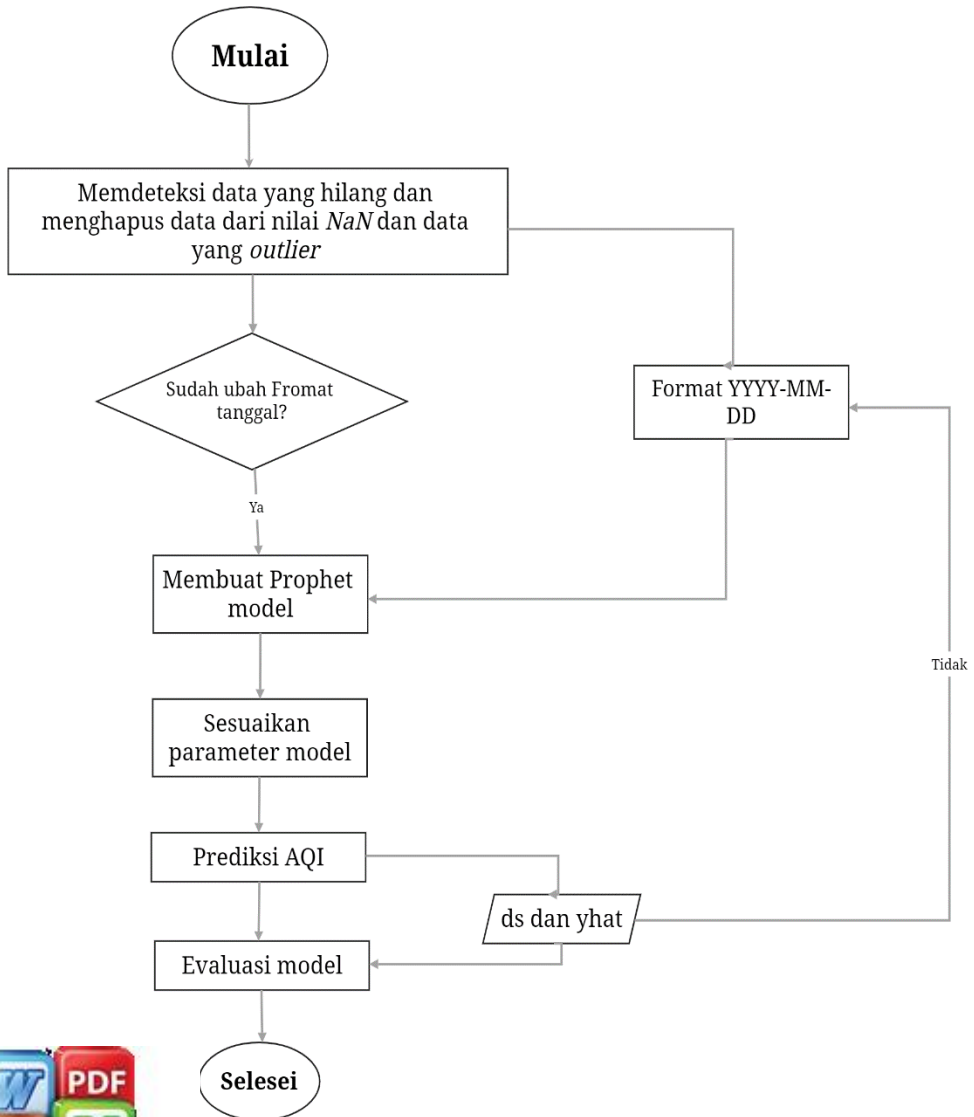 Mulai
Memdeteksi data yang hilang dan
menghapus data dari nilai NaN dan data
yang outlier
Sudah ubah Fromat
tanggal?
Format YYYY-MM-
DD
Ya
Membuat Prophet
model
Tidak
Sesuaikan
parameter model
Prediksi AQI
ds dan yhat
Evaluasi model
Selesei
W
PDF